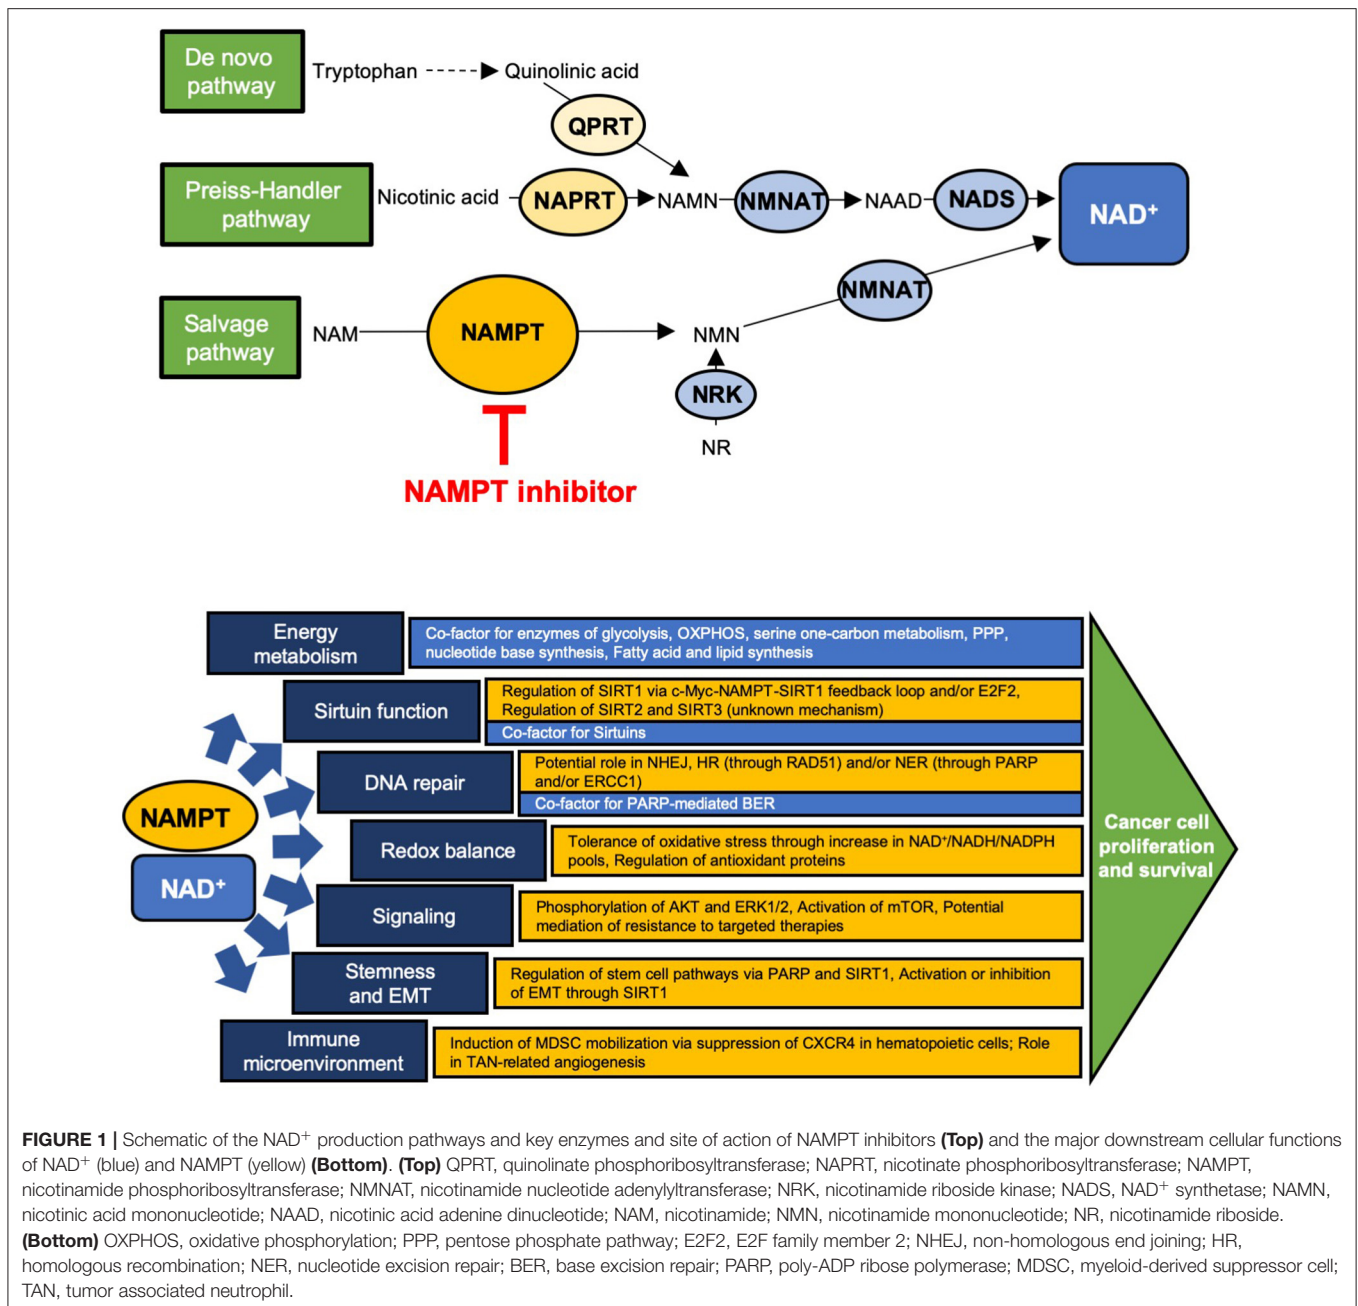 De novo
pathway
Tryptophan
Quinolinic acid
QPRT
Preiss-Handler
pathway
Nicotinic acid
NAPRT
NAMN
NMNAT
NAAD
NADS
NAD+
NMNAT
Salvage
pathway
NAM
NAMPT
NMN
NRK
NR
NAMPT inhibitor
Energy
metabolism
Co-factor for enzymes of glycolysis, OXPHOS, serine one-carbon metabolism, PPP,
nucleotide base synthesis, Fatty acid and lipid synthesis
Sirtuin function
Regulation of SIRT1 via c-Myc-NAMPT-SIRT1 feedback loop and/or E2F2,
Regulation of SIRT2 and SIRT3 (unknown mechanism)
Co-factor for Sirtuins
DNA repair
Potential role in NHEJ, HR (through RAD51) and/or NER (through PARP
and/or ERCC1)
Co-factor for PARP-mediated BER
NAMPT
NAD+
Redox balance
Tolerance of oxidative stress through increase in NAD+/NADH/NADPH
pools, Regulation of antioxidant proteins
Signaling
Phosphorylation of AKT and ERK1/2, Activation of mTOR, Potential
mediation of resistance to targeted therapies
Stemness
and EMT
Regulation of stem cell pathways via PARP and SIRT1, Activation or inhibition
of EMT through SIRT1
Immune
microenvironment
Induction of MDSC mobilization via suppression of CXCR4 in hematopoietic cells; Role
in TAN-related angiogenesis
Cancer cell
proliferation
and survival
FIGURE 1 | Schematic of the NAD+ production pathways and key enzymes and site of action of NAMPT inhibitors (Top) and the major downstream cellular functions
of NAD+ (blue) and NAMPT (yellow) (Bottom). (Top) QPRT, quinolinate phosphoribosyltransferase; NAPRT, nicotinate phosphoribosyltransferase; NAMPT,
nicotinamide phosphoribosyltransferase; NMNAT, nicotinamide nucleotide adenylyltransferase; NRK, nicotinamide riboside kinase; NADS, NAD+ synthetase; NAMN,
nicotinic acid mononucleotide; NAAD, nicotinic acid adenine dinucleotide; NAM, nicotinamide; NMN, nicotinamide mononucleotide; NR, nicotinamide riboside.
(Bottom) OXPHOS, oxidative phosphorylation; PPP, pentose phosphate pathway; E2F2, E2F family member 2; NHEJ, non-homologous end joining; HR,
homologous recombination; NER, nucleotide excision repair; BER, base excision repair; PARP, poly-ADP ribose polymerase; MDSC, myeloid-derived suppressor cell;
TAN, tumor associated neutrophil.